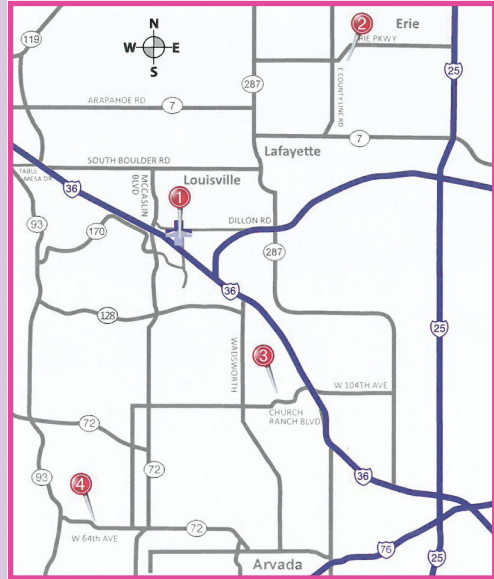 N
W E
S
2
Erie
119
ERIE PKWY
287
25
E COUNTY LINE RD
ARAPAHOE RD
7
7
Lafayette
SOUTH BOULDER RD
TABLE
MESA DR
36
MCCASLIN
BLVD
Louisville
1
93
170
DILLON RD
287
36
128
25
WADSWORTH
3
W 104TH AVE
CHURCH
RANCH BLVD
72
72
93
4
36
72
W 64th AVE
76
25
Arvada